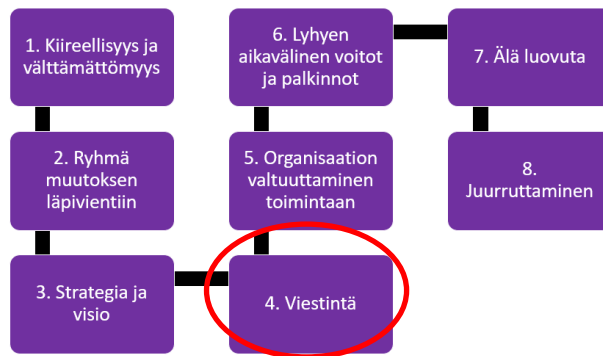 1. Kiireellisyys ja
välttämättömyys
2. Ryhmä
muutoksen
läpivientiin
3. Strategia ja
visio
4. Viestintä
5. Organisaation
valtuuttaminen
toimintaan
6. Lyhyen
aikavälinen voitot
ja palkinnot
7. Älä luovuta
8.
Juurruttaminen